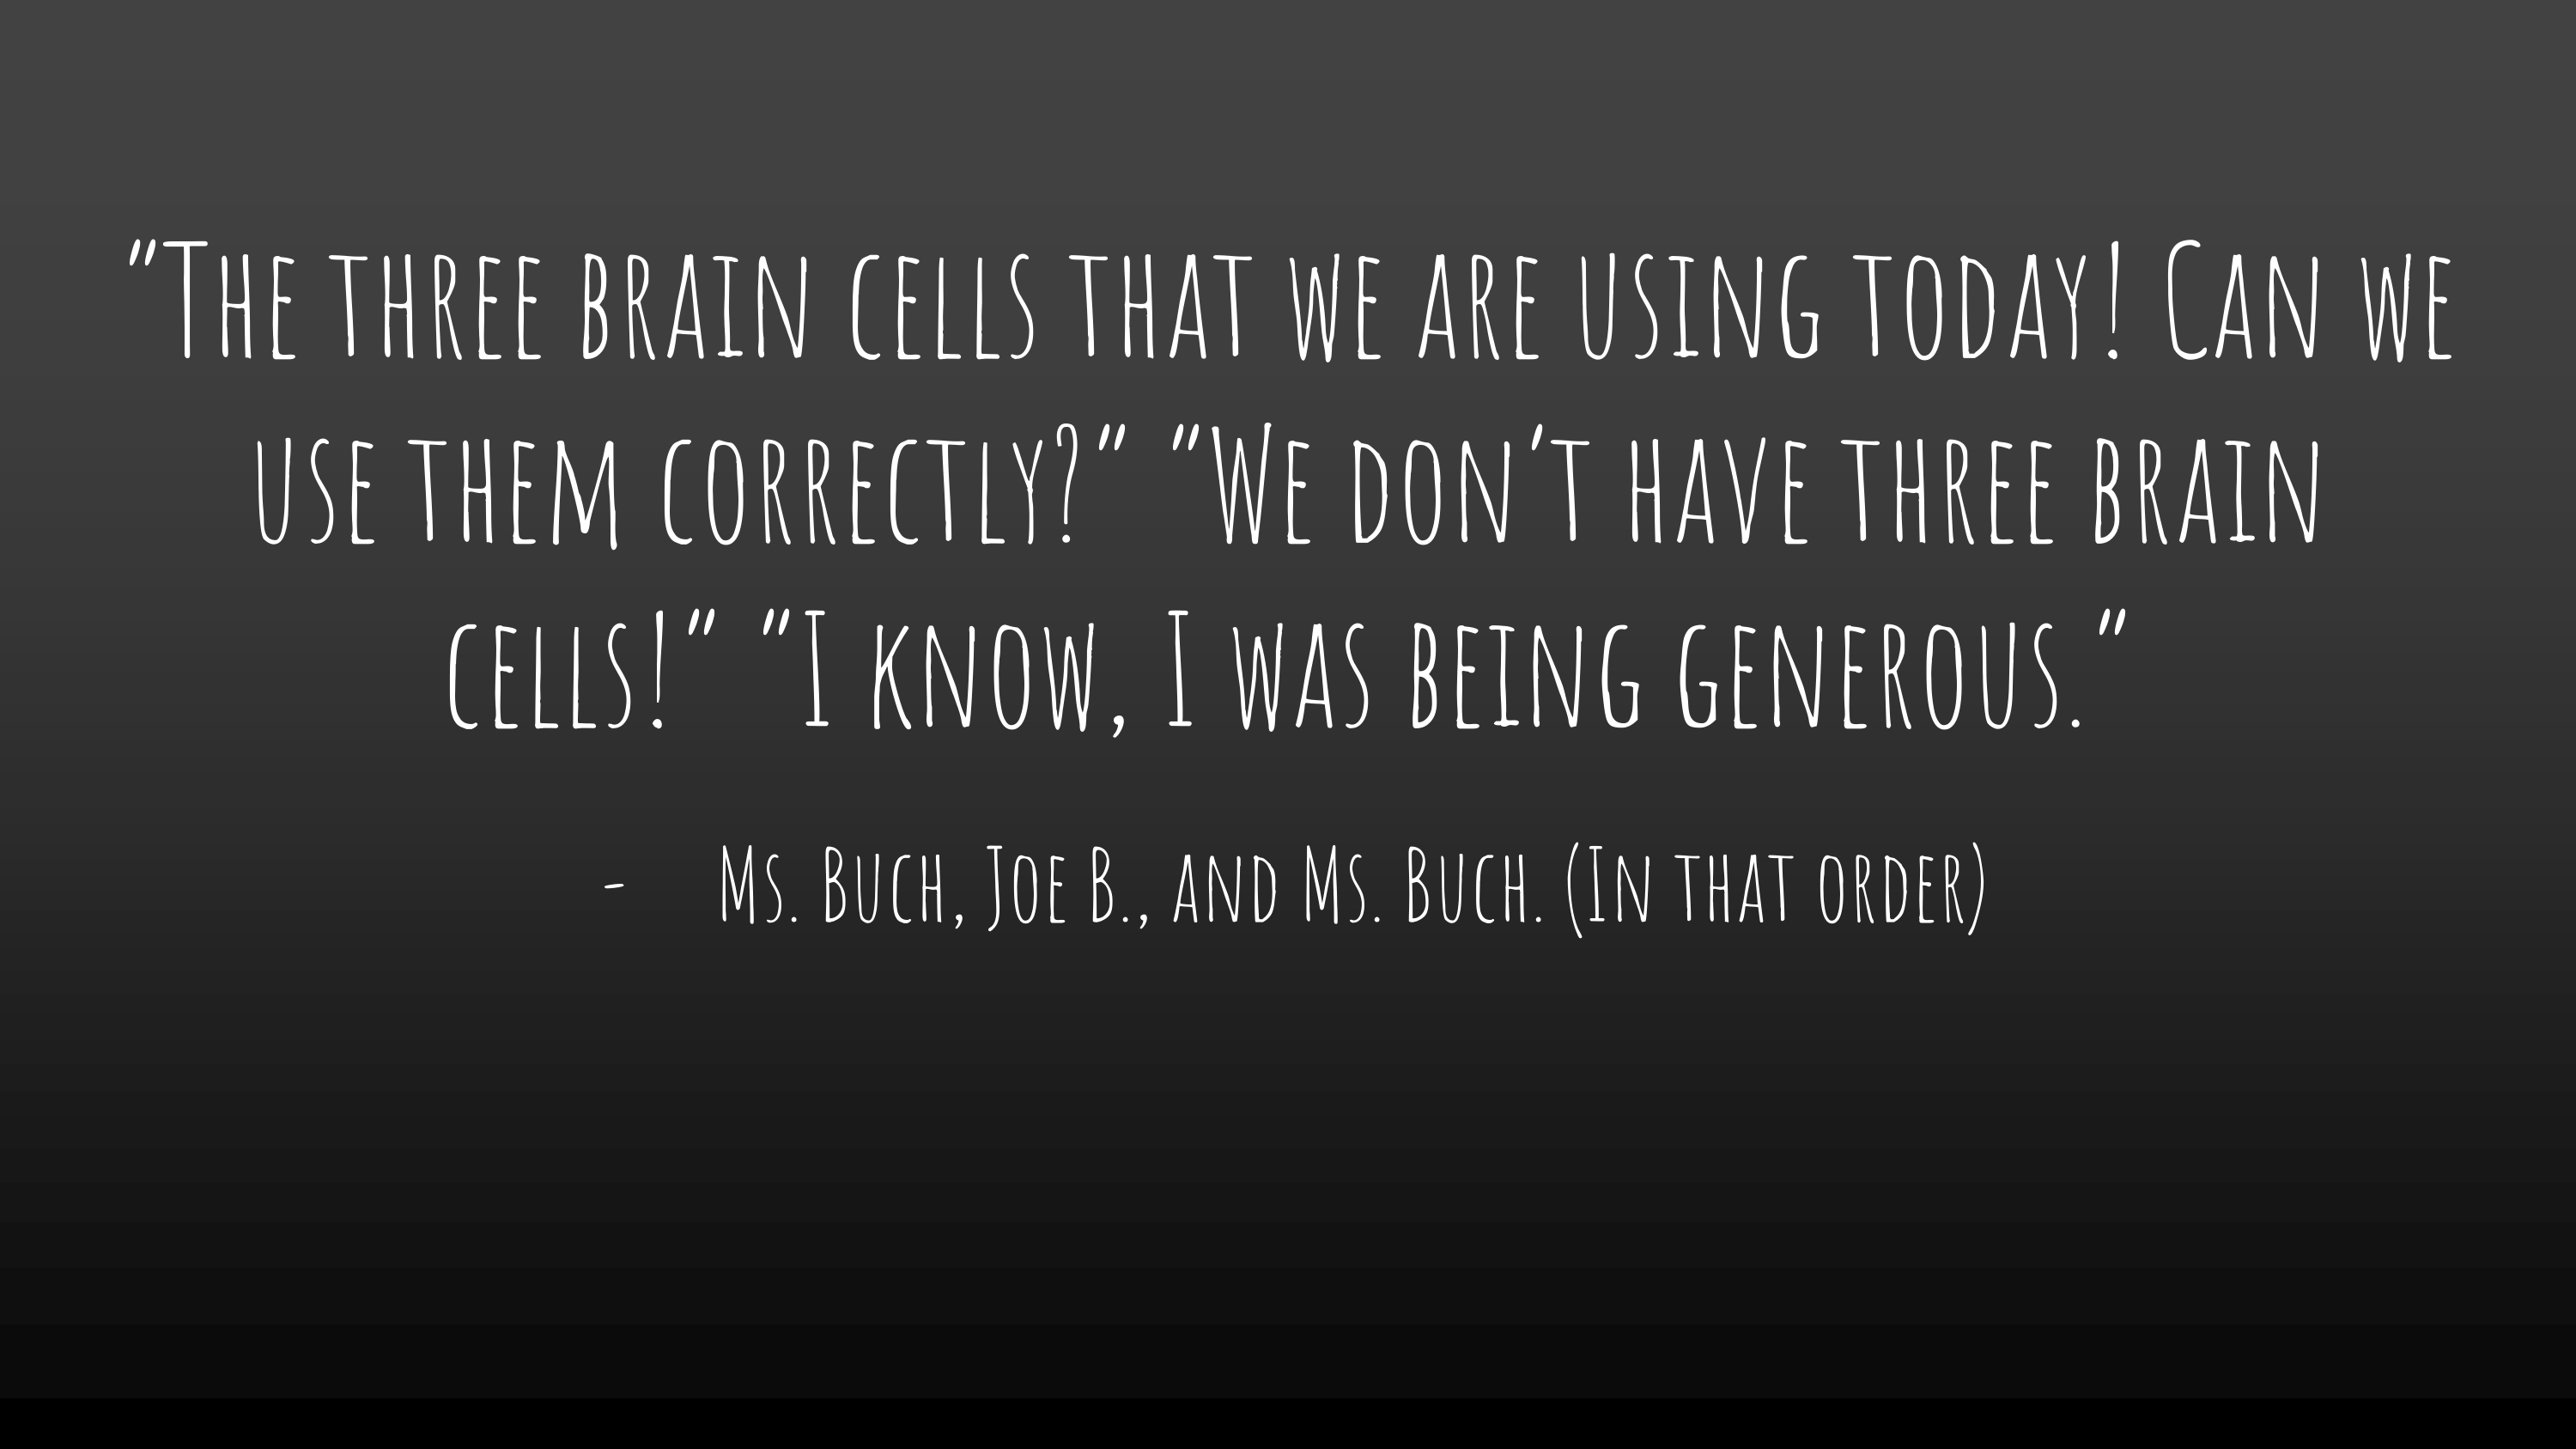 "The three brain cells that we are using today! Can we
use them correctly?" "We don't have three brain
cells!" "I know, I was being generous."
- Ms. Buch, Joe B., and Ms. Buch. (In that order)